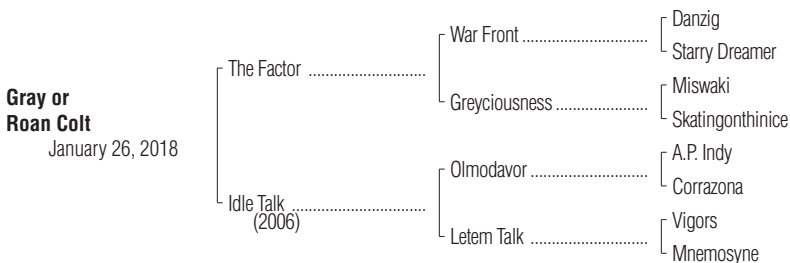 Gray or
Roan Colt
January 26, 2018
The Factor ..............................
War Front ................................
Danzig
Starry Dreamer
Greyciousness ........................
Miswaki
Skatingonthinice
Idle Talk ...................................
(2006)
Olmodavor ..............................
A.P. Indy
Corrazona
Letem Talk ..............................
Vigors
Mnemosyne